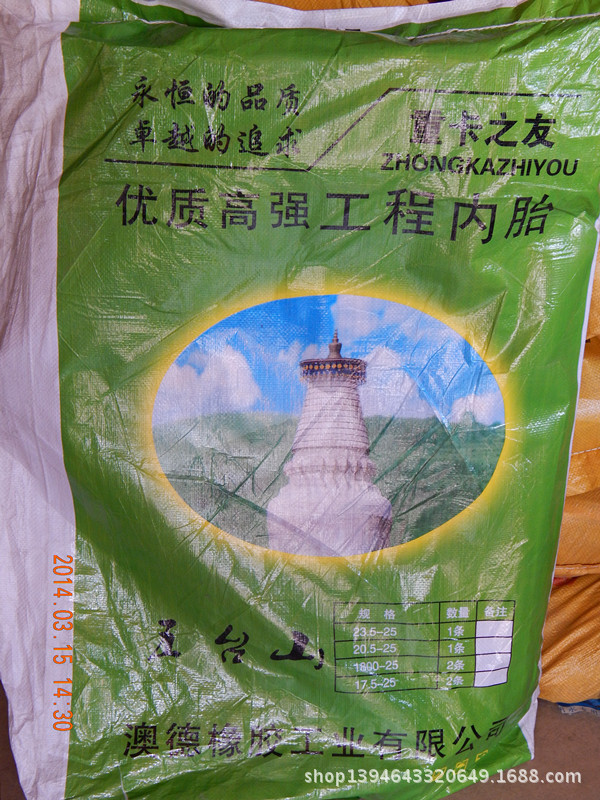 永恒的品质
卓越的追求
重卡之友
ZHONGKAZHIYOU
优质高强工程内胎
五台山
规 格 数量 备注
23.5-25 1条
20.5-25 1条
1800-25 2条
17.5-25 2条
澳德橡胶工业有限公司
2014.03.15 14:30
shop1394643320649.1688.com